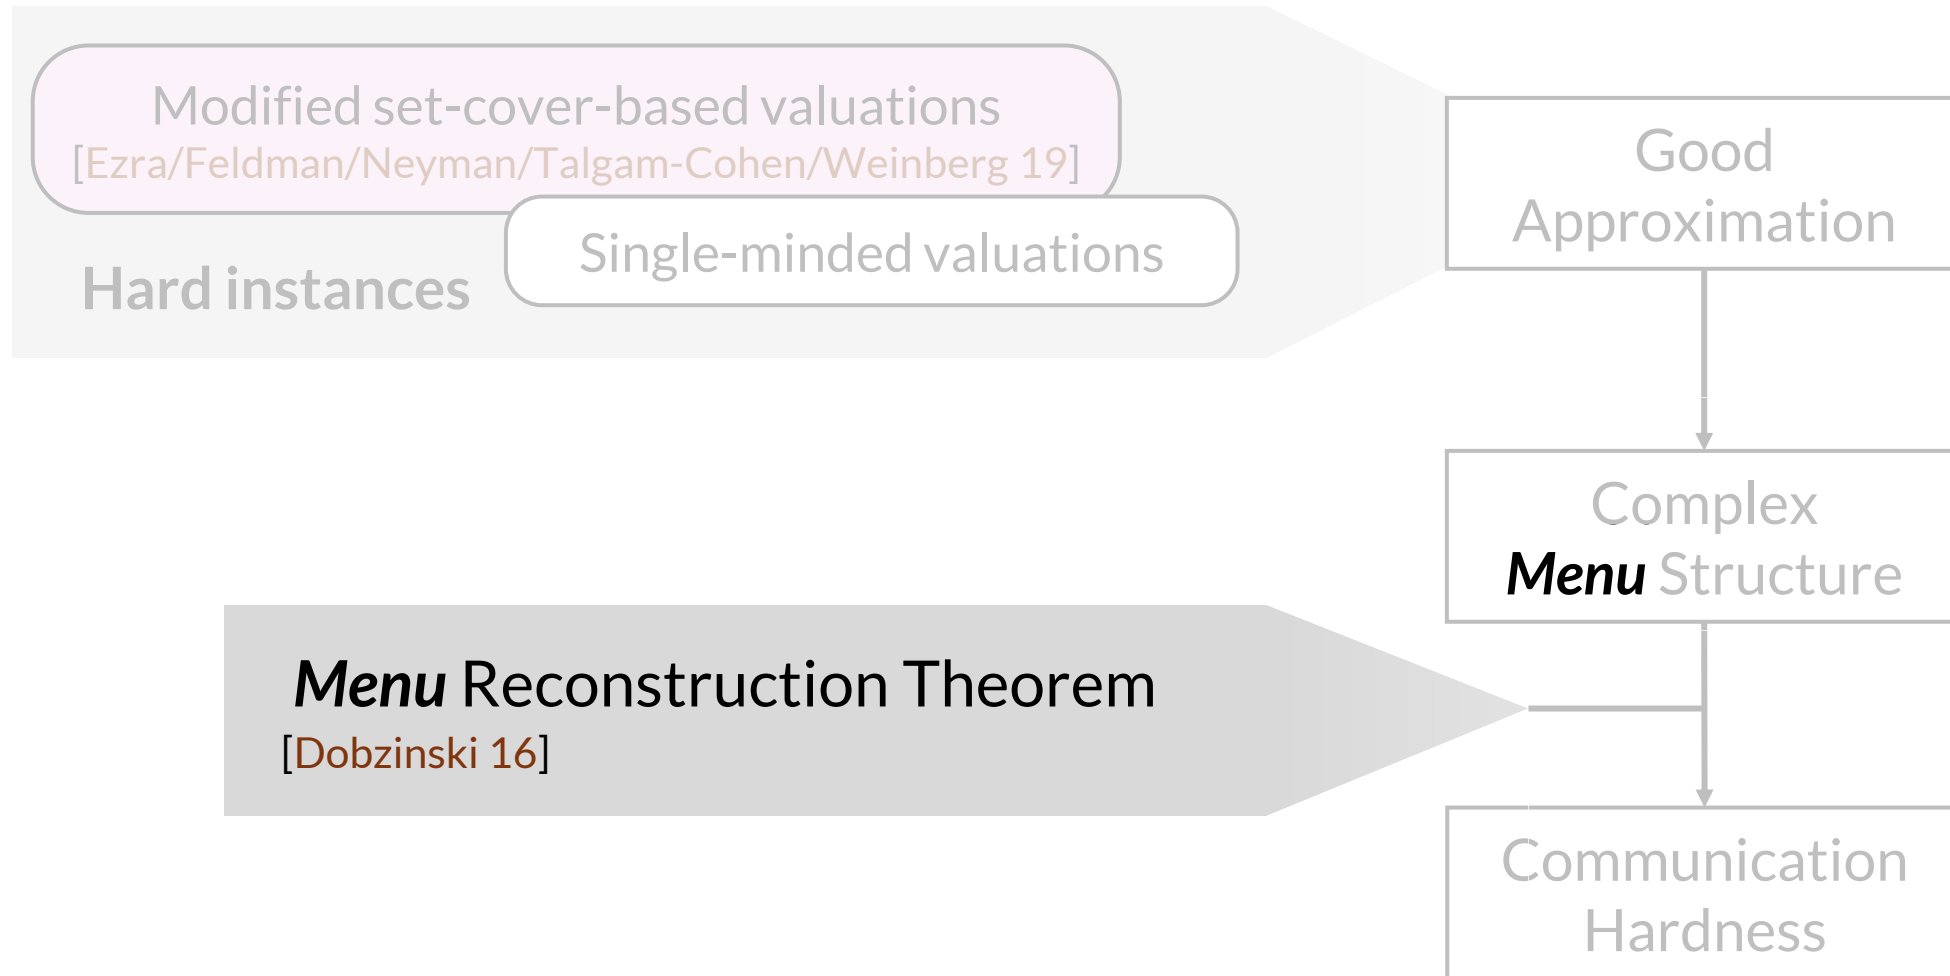 Modified set-cover-based valuations
[Ezra/Feldman/Neyman/Talgam-Cohen/Weinberg 19]
Single-minded valuations
Hard instances
Good
Approximation
Complex
Menu Structure
Menu Reconstruction Theorem
[Dobzinski 16]
Communication
Hardness